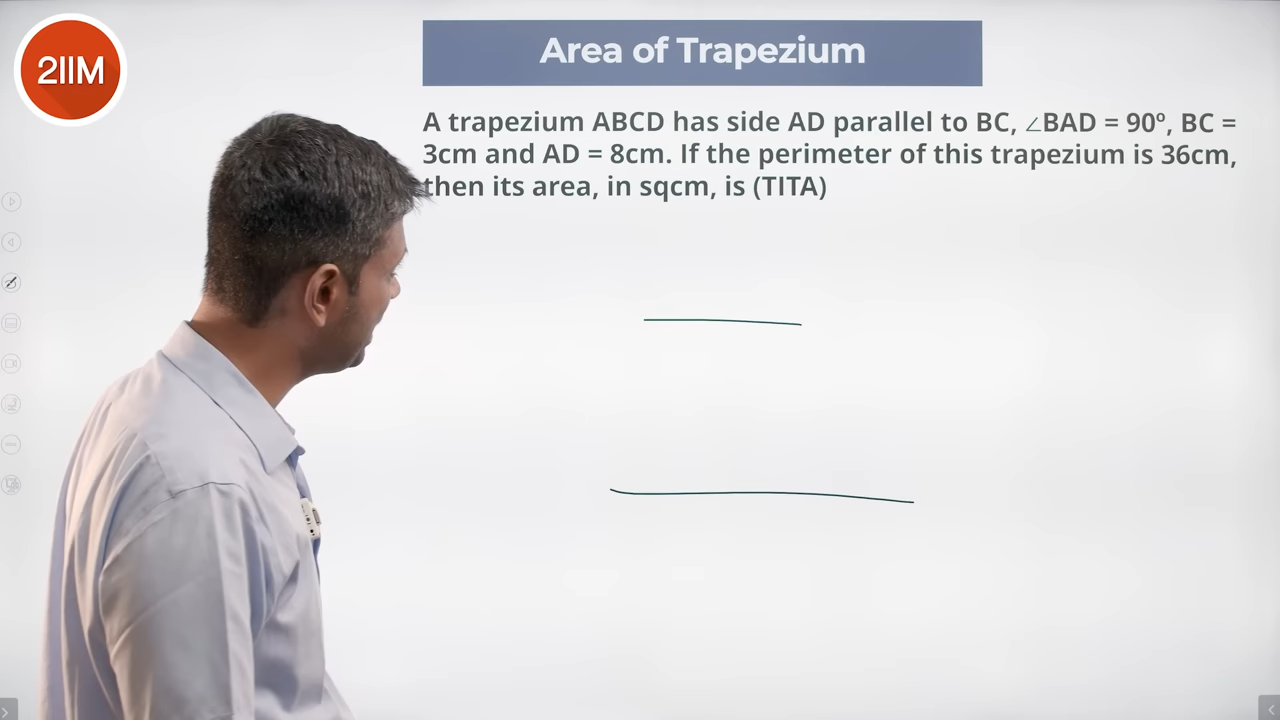 2IIM
Area of Trapezium
A trapezium ABCD has side AD parallel to BC, ∠BAD = 90º, BC =
3cm and AD = 8cm. If the perimeter of this trapezium is 36cm,
then its area, in sqcm, is (TITA)